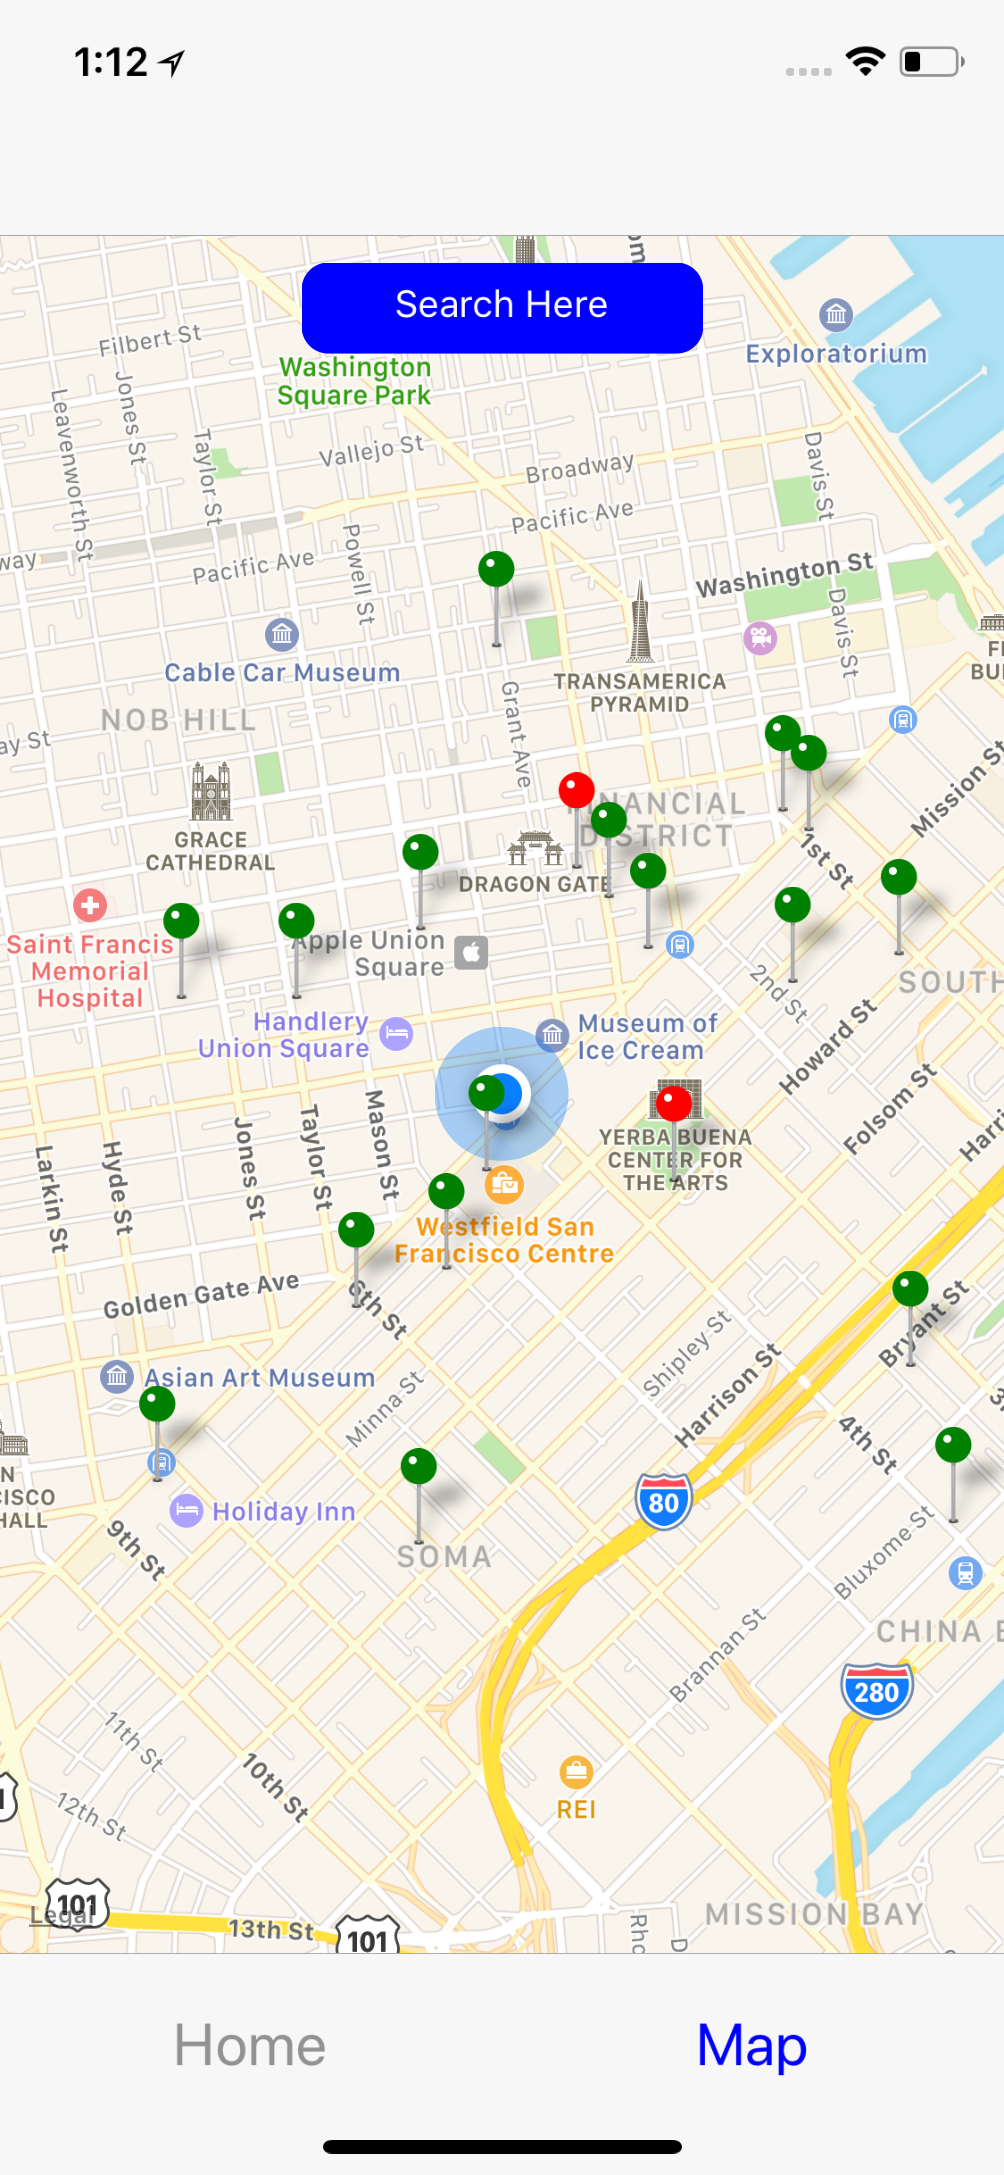 1:12
Search Here
Exploratorium
Filbert St
Washington
Square Park
Leavenworth St
Jones St
Taylor St
Vallejo St
Broadway
Davis St
Pacific Ave
Pacific Ave
Powell St
Washington St
Davis St
Cable Car Museum
TRANSAMERICA
PYRAMID
NOB HILL
Grant Ave
ay St
Mission St
FINANCIAL
DISTRICT
GRACE
CATHEDRAL
1st St
DRAGON GATE
Saint Francis
Memorial
Hospital
Apple Union
Square
2nd St
SOUTH
Handlery
Union Square
Museum of
Ice Cream
Howard St
Folsom St
Harri
YERBA BUENA
CENTER FOR
THE ARTS
Larkin St
Hyde St
Jones St
Taylor St
Mason St
Westfield San
Francisco Centre
Golden Gate Ave
6th St
Bryant St
Shipley St
Harrison St
Asian Art Museum
Minna St
4th St
CISCO
HALL
80
Holiday Inn
9th St
SOMA
Bluxome St
CHINA B
Brannan St
280
11th St
10th St
12th St
REI
101
Legal
13th St
101
MISSION BAY
Home
Map